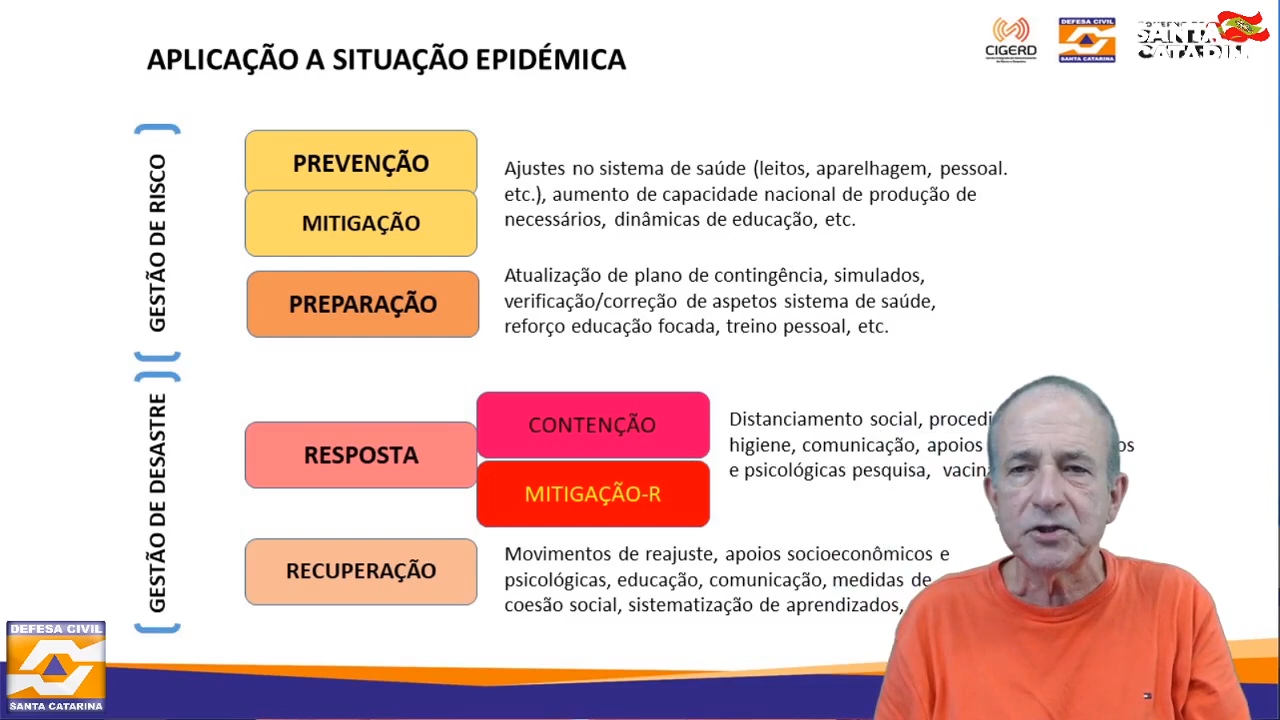 APLICAÇÃO A SITUAÇÃO EPIDÉMICA
CIGERD
DEFESA CIVIL
SANTA CATARINA
SANTA
CATARIN
GESTÃO DE RISCO
PREVENÇÃO
MITIGAÇÃO
Ajustes no sistema de saúde (leitos, aparelhagem, pessoal.
etc.), aumento de capacidade nacional de produção de
necessários, dinâmicas de educação, etc.
PREPARAÇÃO
Atualização de plano de contingência, simulados,
verificação/correção de aspetos sistema de saúde,
reforço educação focada, treino pessoal, etc.
GESTÃO DE DESASTRE
RESPOSTA
CONTENÇÃO
MITIGAÇÃO-R
Distanciamento social,
higiene, comunicação, apoios
e psicológicas pesquisa,
RECUPERAÇÃO
Movimentos de reajuste, apoios socioeconômicos e
psicológicas, educação, comunicação, medidas de
coesão social, sistematização de aprendizados,
DEFESA CIVIL
SANTA CATARINA